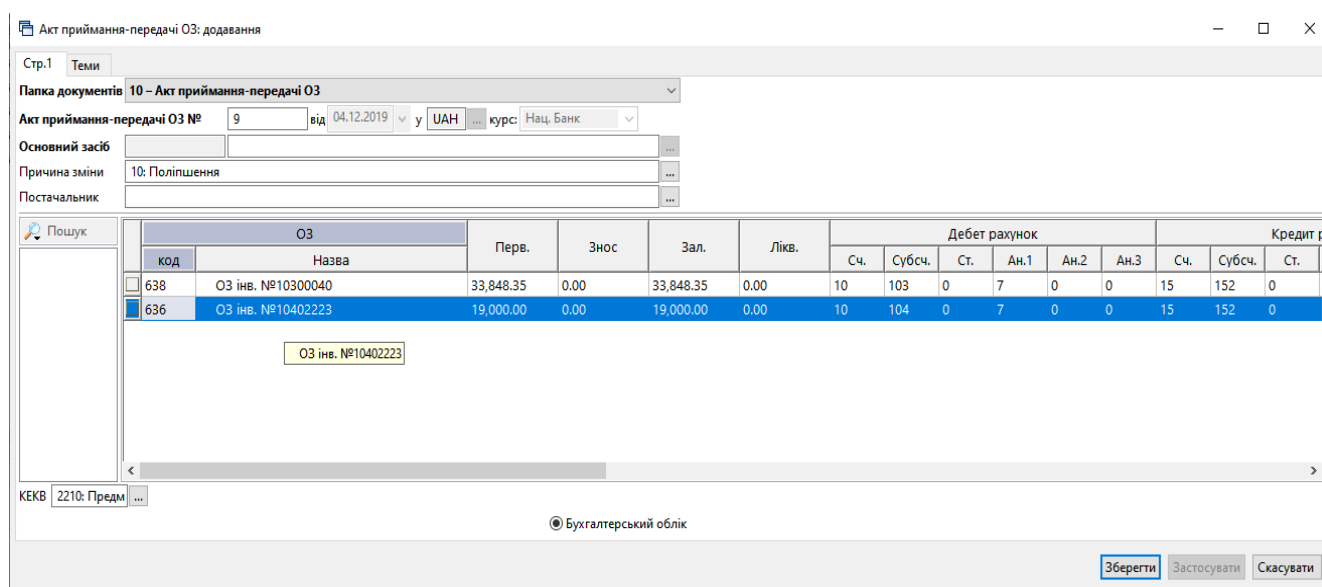 Акт приймання-передачі ОЗ: додавання
Стр.1 Теми
Папка документів 10 – Акт приймання-передачі ОЗ
Акт приймання-передачі ОЗ № 9 від 04.12.2019 у UAH ... курс: Нац. Банк
Основний засіб ...
Причина зміни 10: Поліпшення ...
Постачальник ...
Пошук ОЗ Перв. Знос Зал. Лікв. Дебет рахунок Кредит р
код Назва Сч. Субсч. Ст. Ан.1 Ан.2 Ан.3 Сч. Субсч. Ст.
638 ОЗ інв. №10300040 33,848.35 0.00 33,848.35 0.00 10 103 0 7 0 0 15 152 0
636 ОЗ інв. №10402223 19,000.00 0.00 19,000.00 0.00 10 104 0 7 0 0 15 152 0
ОЗ інв. №10402223
КЕКВ 2210: Предм ...
Бухгалтерський облік
Зберегти Застосувати Скасувати